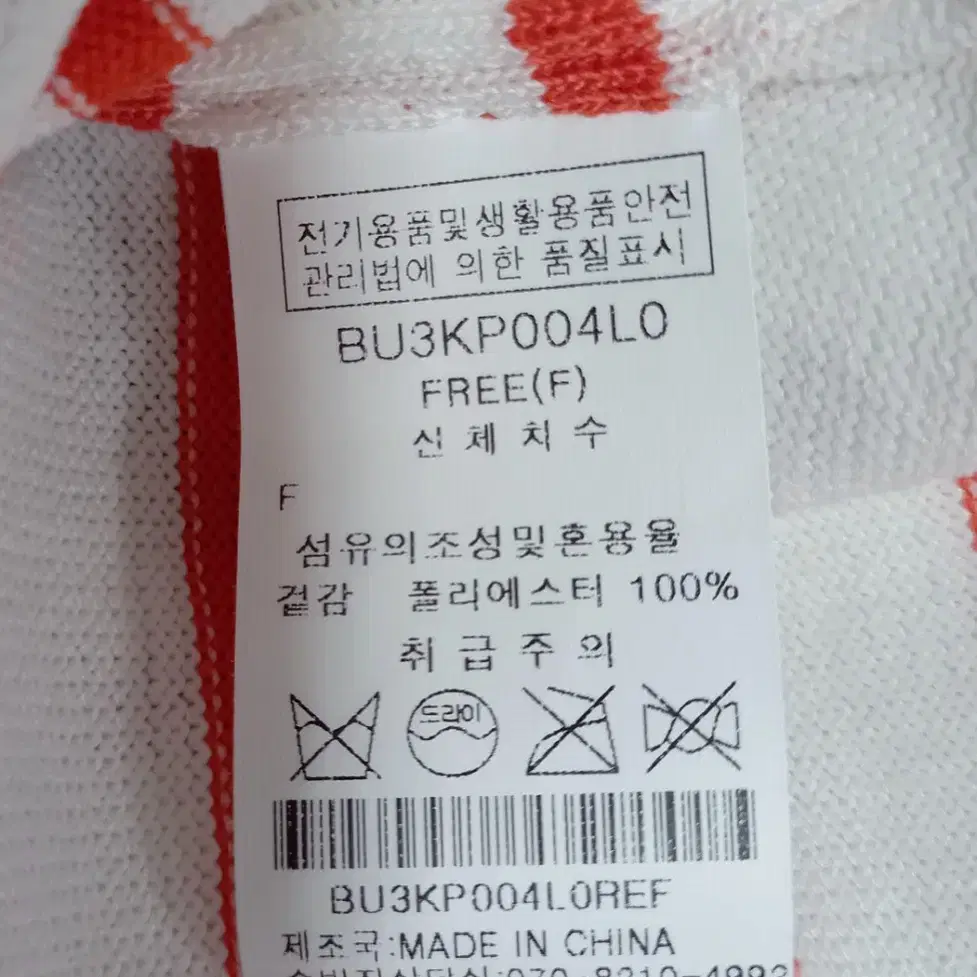 전기용품및생활용품안전
관리법에 의한 품질표시
BU3KP004L0
FREE(F)
신 체 치 수
F
섬유의조성및혼용율
겉감 폴리에스터 100%
취 급 주 의
드라이
BU3KP004L0REF
제조국:MADE IN CHINA